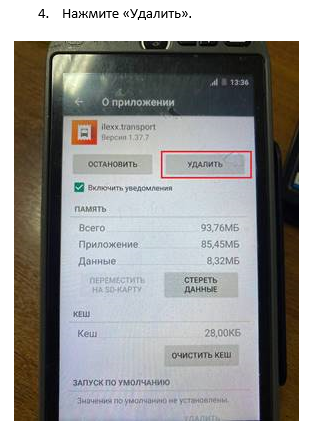 4. Нажмите «Удалить».
13:36
О приложении
ilexx.transport
Версия 1.37.7
ОСТАНОВИТЬ
УДАЛИТЬ
Включить уведомления
ПАМЯТЬ
Всего 93,76МБ
Приложение 85,45МБ
Данные 8,32МБ
ПЕРЕМЕСТИТЬ
НА SD-КАРТУ
СТЕРЕТЬ
ДАННЫЕ
КЕШ
Кеш 28,00КБ
ОЧИСТИТЬ КЕШ
ЗАПУСК ПО УМОЛЧАНИЮ
Значения по умолчанию не установлены.
УДАЛИТЬ